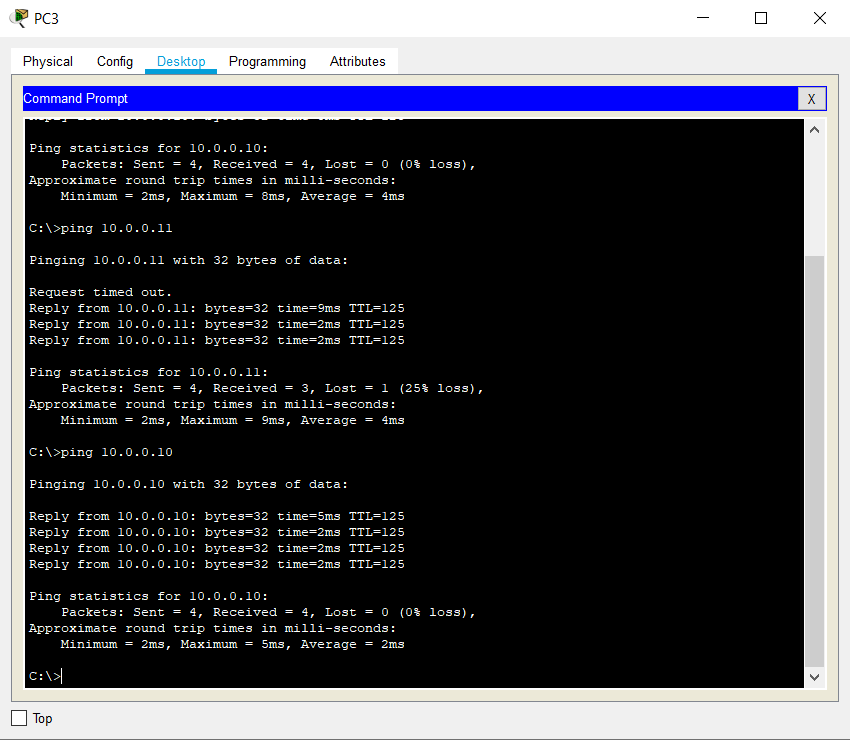 PC3
Physical Config Desktop Programming Attributes
Command Prompt X
Ping statistics for 10.0.0.10:
    Packets: Sent = 4, Received = 4, Lost = 0 (0% loss),
Approximate round trip times in milli-seconds:
    Minimum = 2ms, Maximum = 8ms, Average = 4ms
C:\>ping 10.0.0.11
Pinging 10.0.0.11 with 32 bytes of data:
Request timed out.
Reply from 10.0.0.11: bytes=32 time=9ms TTL=125
Reply from 10.0.0.11: bytes=32 time=2ms TTL=125
Reply from 10.0.0.11: bytes=32 time=2ms TTL=125
Ping statistics for 10.0.0.11:
    Packets: Sent = 4, Received = 3, Lost = 1 (25% loss),
Approximate round trip times in milli-seconds:
    Minimum = 2ms, Maximum = 9ms, Average = 4ms
C:\>ping 10.0.0.10
Pinging 10.0.0.10 with 32 bytes of data:
Reply from 10.0.0.10: bytes=32 time=5ms TTL=125
Reply from 10.0.0.10: bytes=32 time=2ms TTL=125
Reply from 10.0.0.10: bytes=32 time=2ms TTL=125
Reply from 10.0.0.10: bytes=32 time=2ms TTL=125
Ping statistics for 10.0.0.10:
    Packets: Sent = 4, Received = 4, Lost = 0 (0% loss),
Approximate round trip times in milli-seconds:
    Minimum = 2ms, Maximum = 5ms, Average = 2ms
C:\>
Top